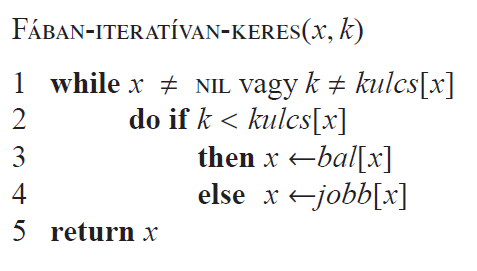 FÁBAN-ITERATÍVAN-KERES(x, k)
1 while x ≠ NIL vagy k ≠ kulcs[x]
2 do if k < kulcs[x]
3 then x ←bal[x]
4 else x ←jobb[x]
5 return x